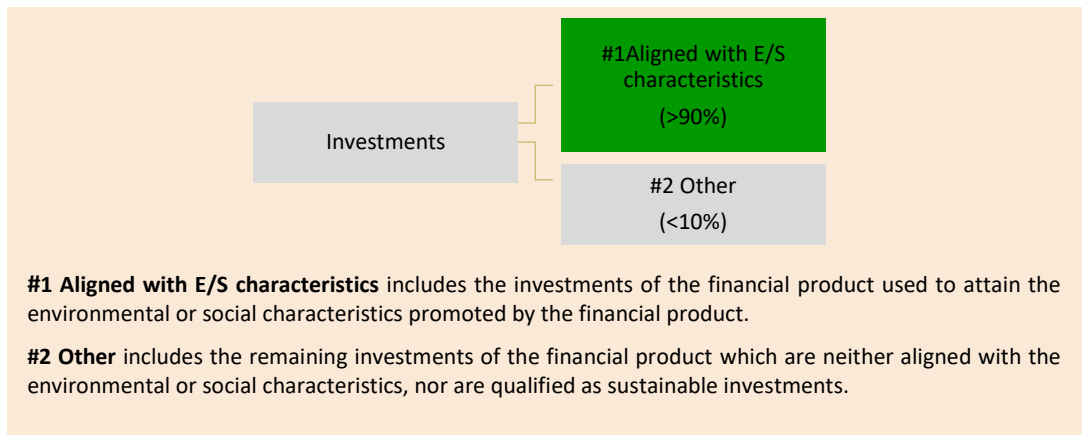 #1Aligned with E/S
characteristics
(>90%)
Investments
#2 Other
(<10%)
#1 Aligned with E/S characteristics includes the investments of the financial product used to attain the
environmental or social characteristics promoted by the financial product.
#2 Other includes the remaining investments of the financial product which are neither aligned with the
environmental or social characteristics, nor are qualified as sustainable investments.